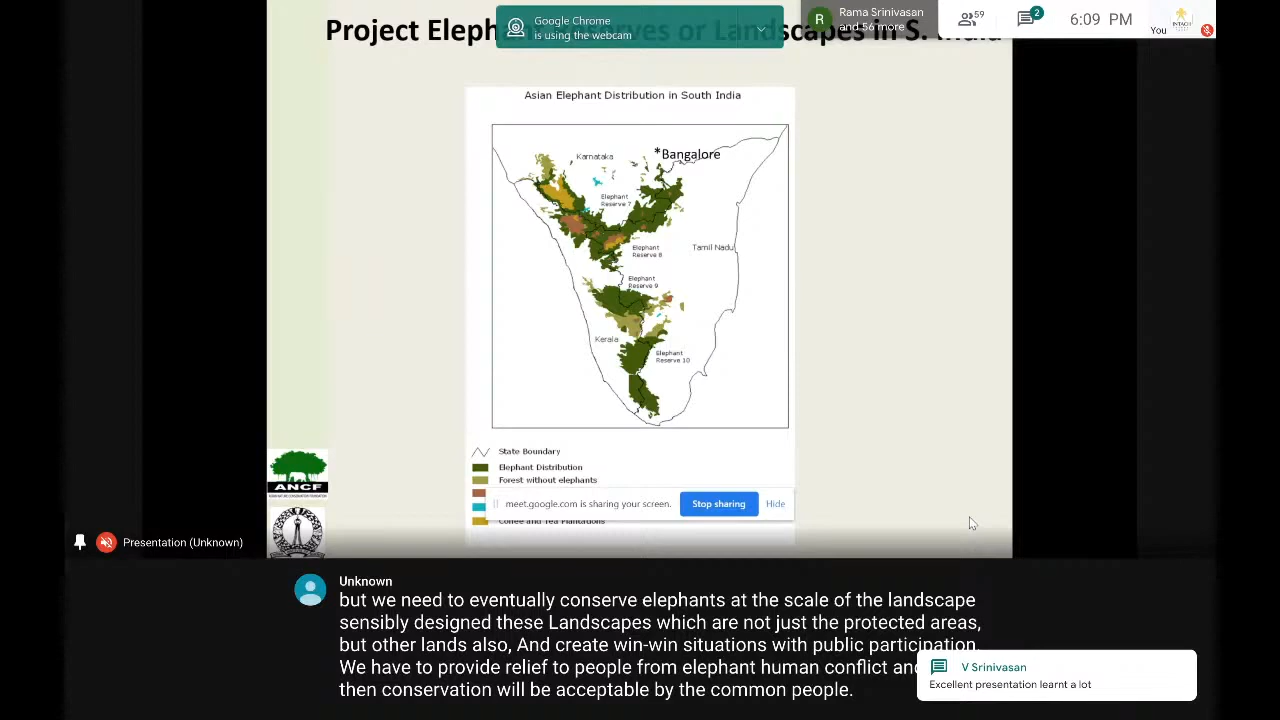 Project Eleph
ves or Landscapes in S. India
Google Chrome
is using the webcam
R
Rama Srinivasan
and 56 more
59
2
6:09 PM
INTACH
You
Asian Elephant Distribution in South India
Karnataka
*Bangalore
Elephant
Reserve 7
Elephant
Reserve 8
Tamil Nadu
Elephant
Reserve 9
Kerala
Elephant
Reserve 10
State Boundary
Elephant Distribution
Forest without elephants
meet.google.com is sharing your screen.
Stop sharing
Hide
Coffee and Tea Plantations
ANCF
Presentation (Unknown)
Unknown
but we need to eventually conserve elephants at the scale of the landscape
sensibly designed these Landscapes which are not just the protected areas,
but other lands also, And create win-win situations with public participation.
We have to provide relief to people from elephant human conflict and
then conservation will be acceptable by the common people.
V Srinivasan
Excellent presentation learnt a lot